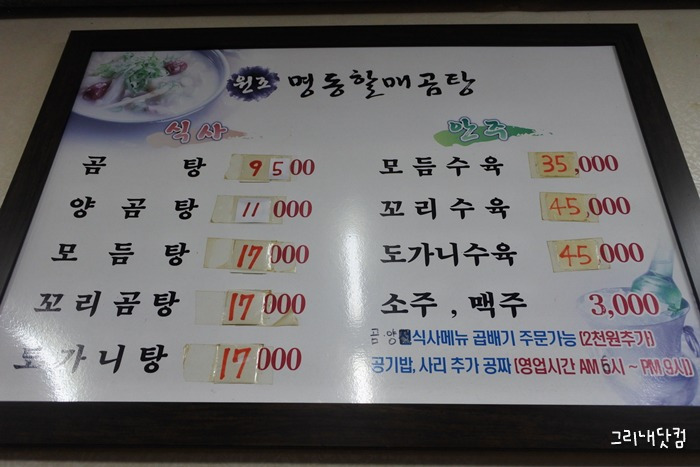 원조 명동할매곰탕
식사
곰탕 9500
양곰탕 11000
모듬탕 17000
꼬리곰탕 17000
도가니탕 17000
안주
모듬수육 35,000
꼬리수육 45,000
도가니수육 45,000
소주, 맥주 3,000
곰양 식사메뉴 곱배기 주문가능 (2천원추가)
공기밥, 사리 추가 공짜 (영업시간 AM 6시 ~ PM 9시)
그리내닷컴